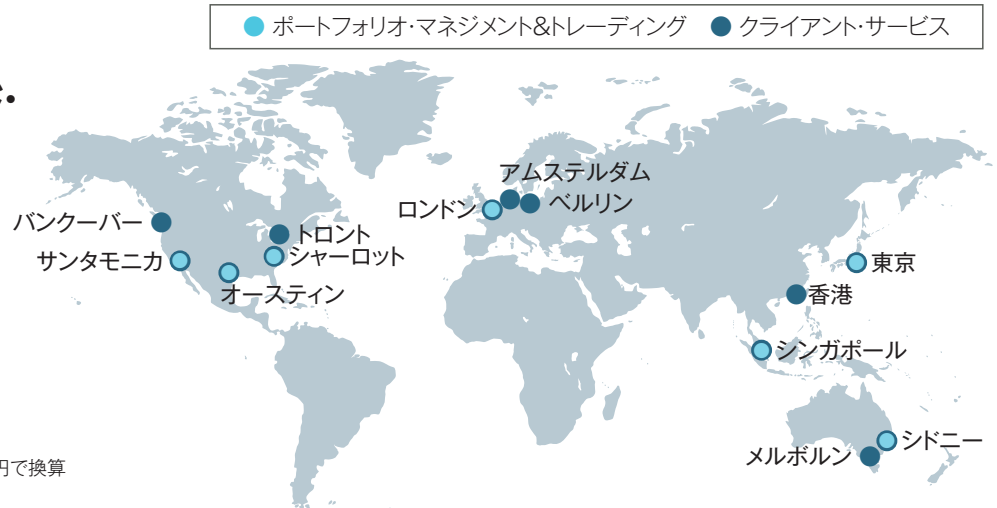 ポートフォリオ・マネジメント&トレーディング クライアント・サービス
アムステルダム
ロンドン
ベルリン
バンクーバー
トロント
サンタモニカ
シャーロット
オースティン
東京
香港
シンガポール
シドニー
メルボルン
円で換算